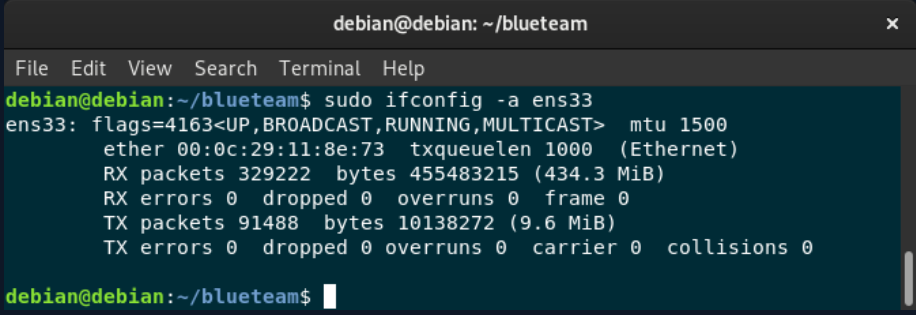 debian@debian: ~/blueteam ×
File Edit View Search Terminal Help
debian@debian:~/blueteam$ sudo ifconfig -a ens33
ens33: flags=4163<UP,BROADCAST,RUNNING,MULTICAST>  mtu 1500
        ether 00:0c:29:11:8e:73  txqueuelen 1000  (Ethernet)
        RX packets 329222  bytes 455483215 (434.3 MiB)
        RX errors 0  dropped 0  overruns 0  frame 0
        TX packets 91488  bytes 10138272 (9.6 MiB)
        TX errors 0  dropped 0 overruns 0  carrier 0  collisions 0
debian@debian:~/blueteam$